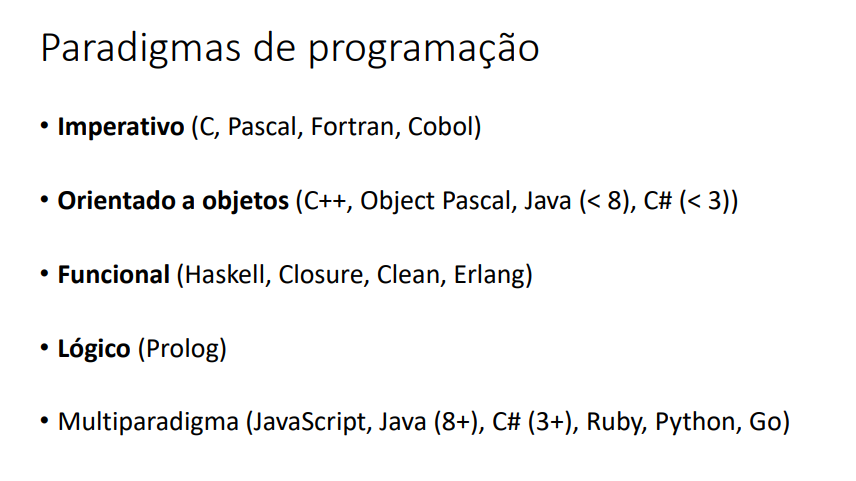 Paradigmas de programação
• Imperativo (C, Pascal, Fortran, Cobol)
• Orientado a objetos (C++, Object Pascal, Java (< 8), C# (< 3))
• Funcional (Haskell, Closure, Clean, Erlang)
• Lógico (Prolog)
• Multiparadigma (JavaScript, Java (8+), C# (3+), Ruby, Python, Go)